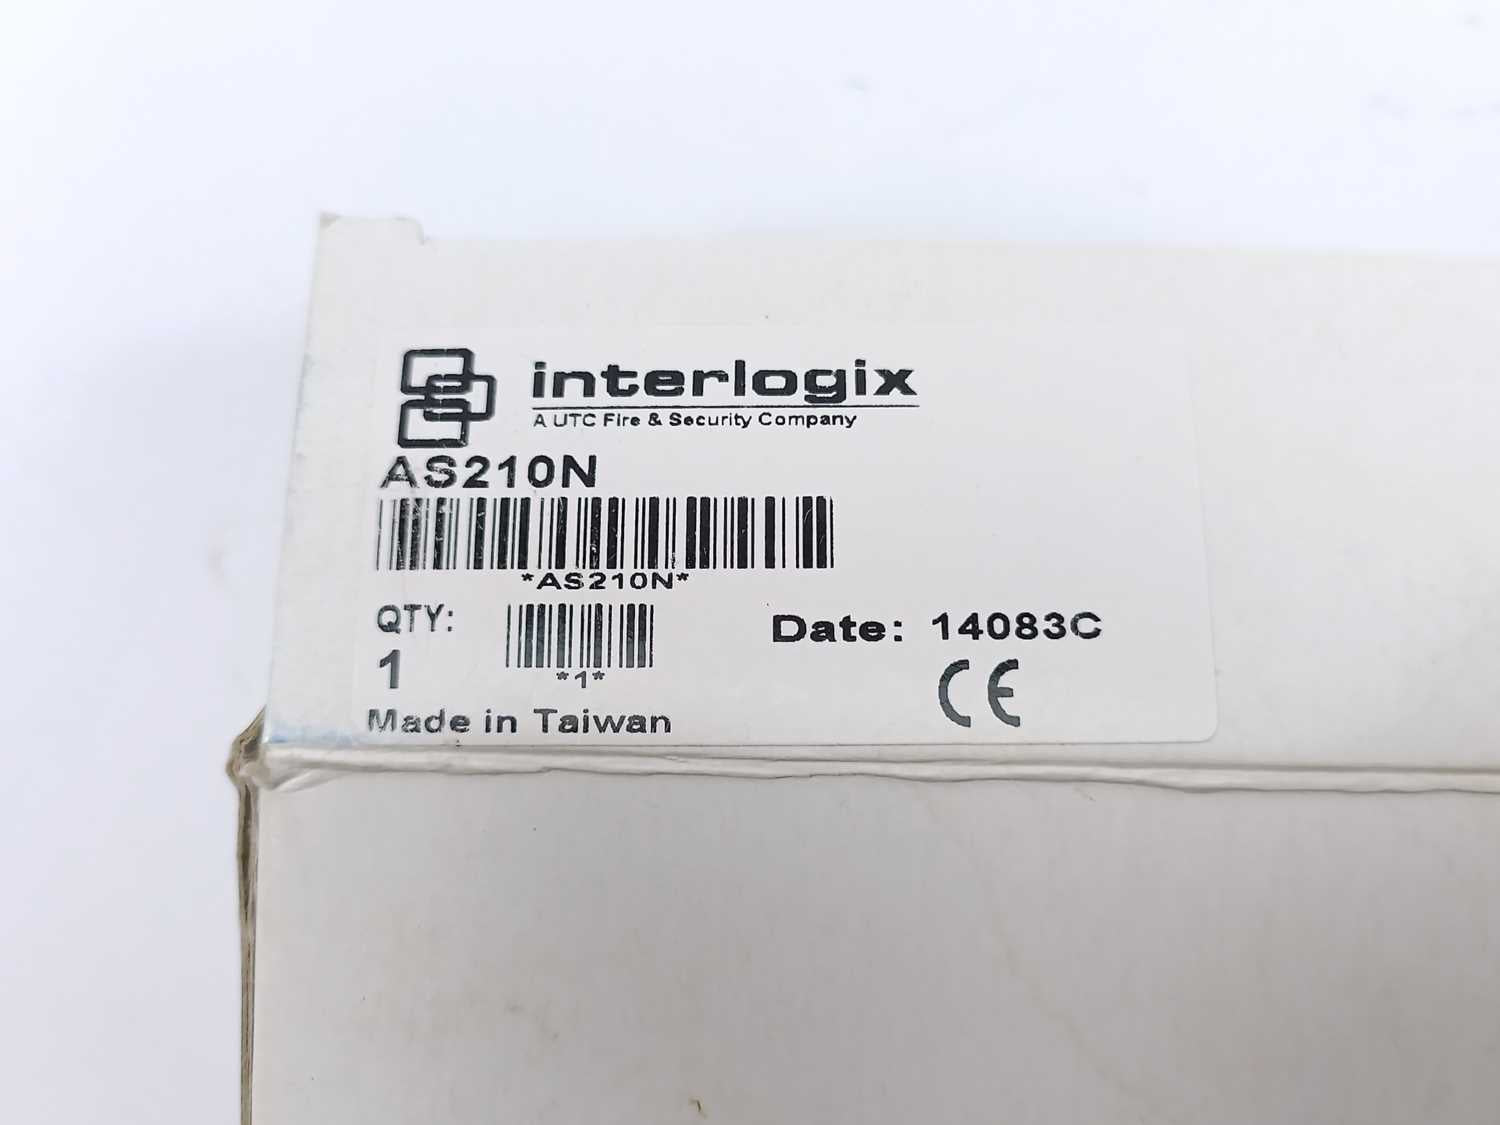 interlogix
A UTC Fire & Security Company
AS210N
*AS210N*
QTY:
1
*1*
Date: 14083C
CE
Made in Taiwan